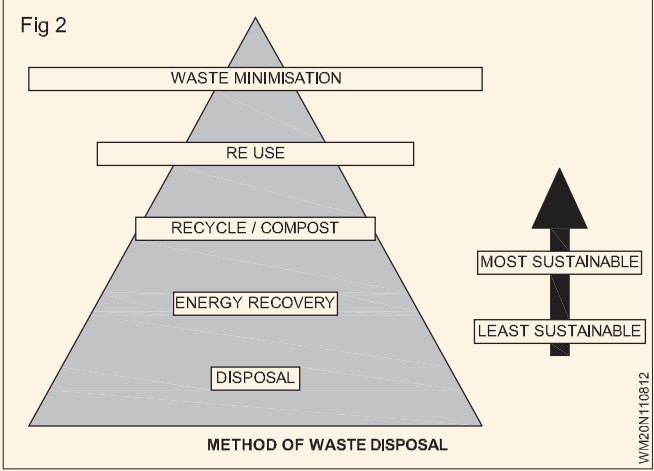 Fig 2
WASTE MINIMISATION
RE USE
RECYCLE / COMPOST
ENERGY RECOVERY
DISPOSAL
METHOD OF WASTE DISPOSAL
MOST SUSTAINABLE
LEAST SUSTAINABLE
WM20N110812